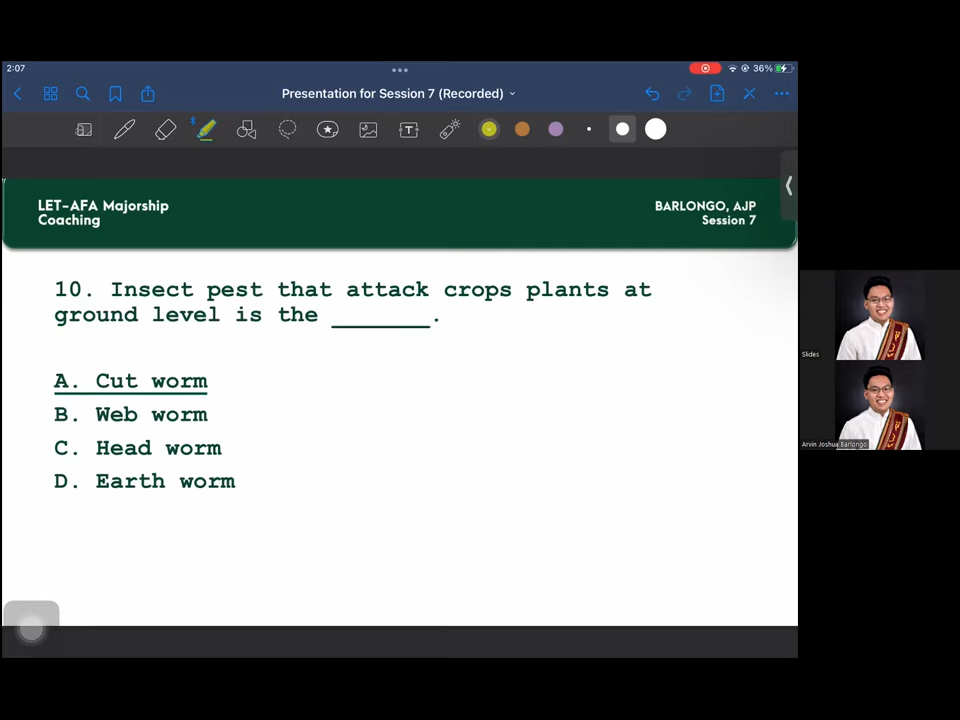 2:07
36%
Presentation for Session 7 (Recorded)
T
LET-AFA Majorship
Coaching
BARLONGO, AJP
Session 7
10. Insect pest that attack crops plants at
ground level is the _______.
A. Cut worm
B. Web worm
C. Head worm
D. Earth worm
Slides
Arvin Joshua Barlongo